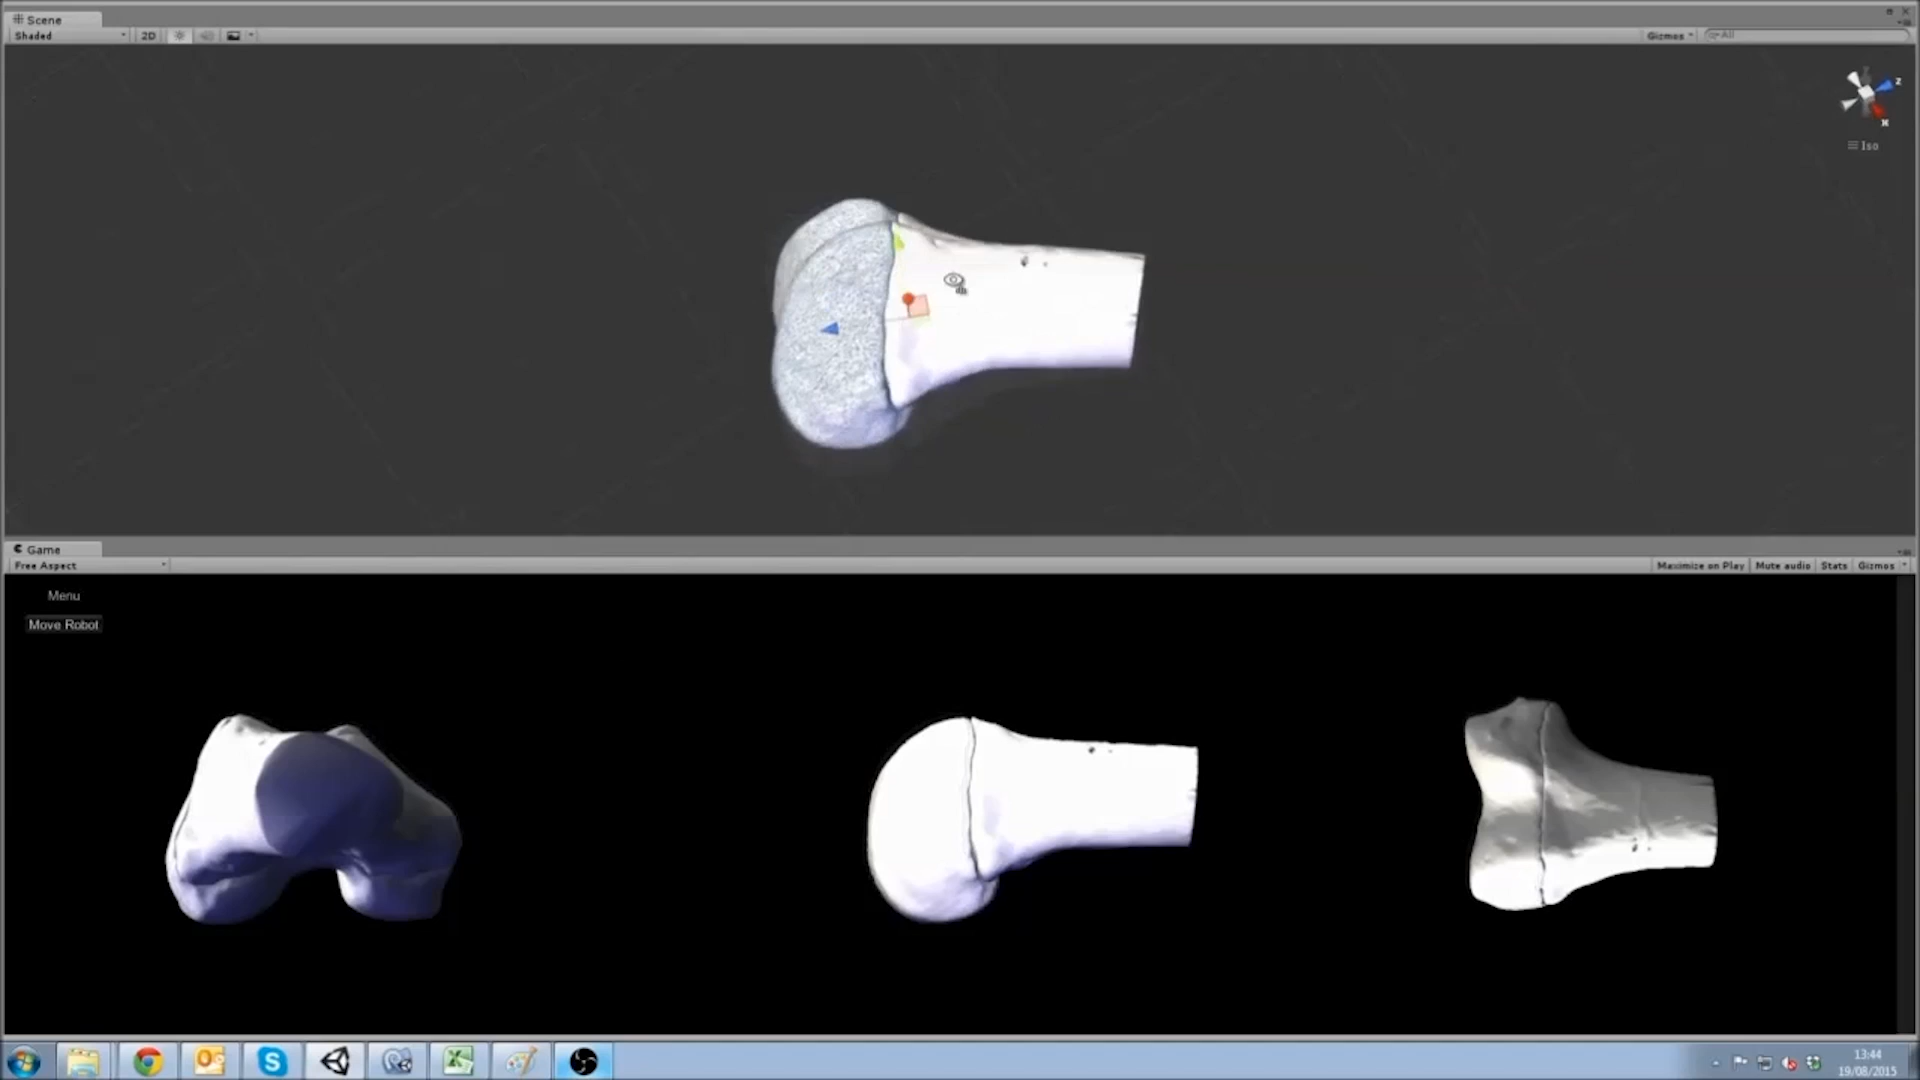 Scene
Shaded 2D Gizmos All
z
x
Iso
Game
Free Aspect Maximize on Play Mute audio Stats Gizmos
Menu
Move Robot
13:44
19/08/2015